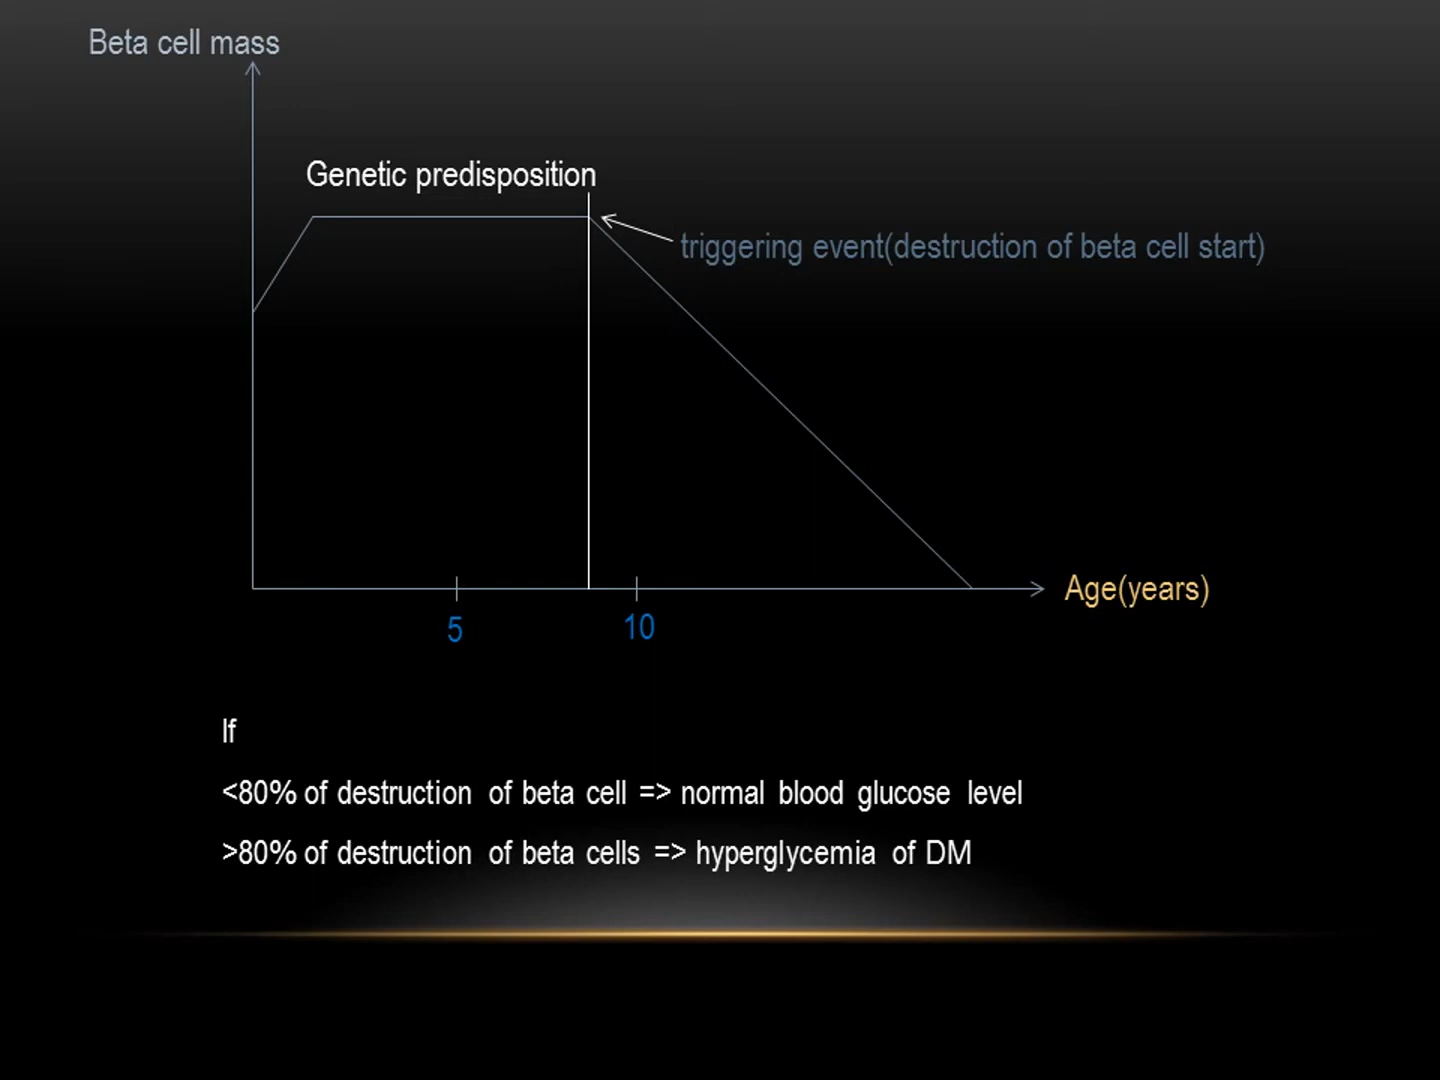 Beta cell mass
Genetic predisposition
triggering event(destruction of beta cell start)
Age(years)
5
10
If
<80% of destruction of beta cell => normal blood glucose level
>80% of destruction of beta cells => hyperglycemia of DM